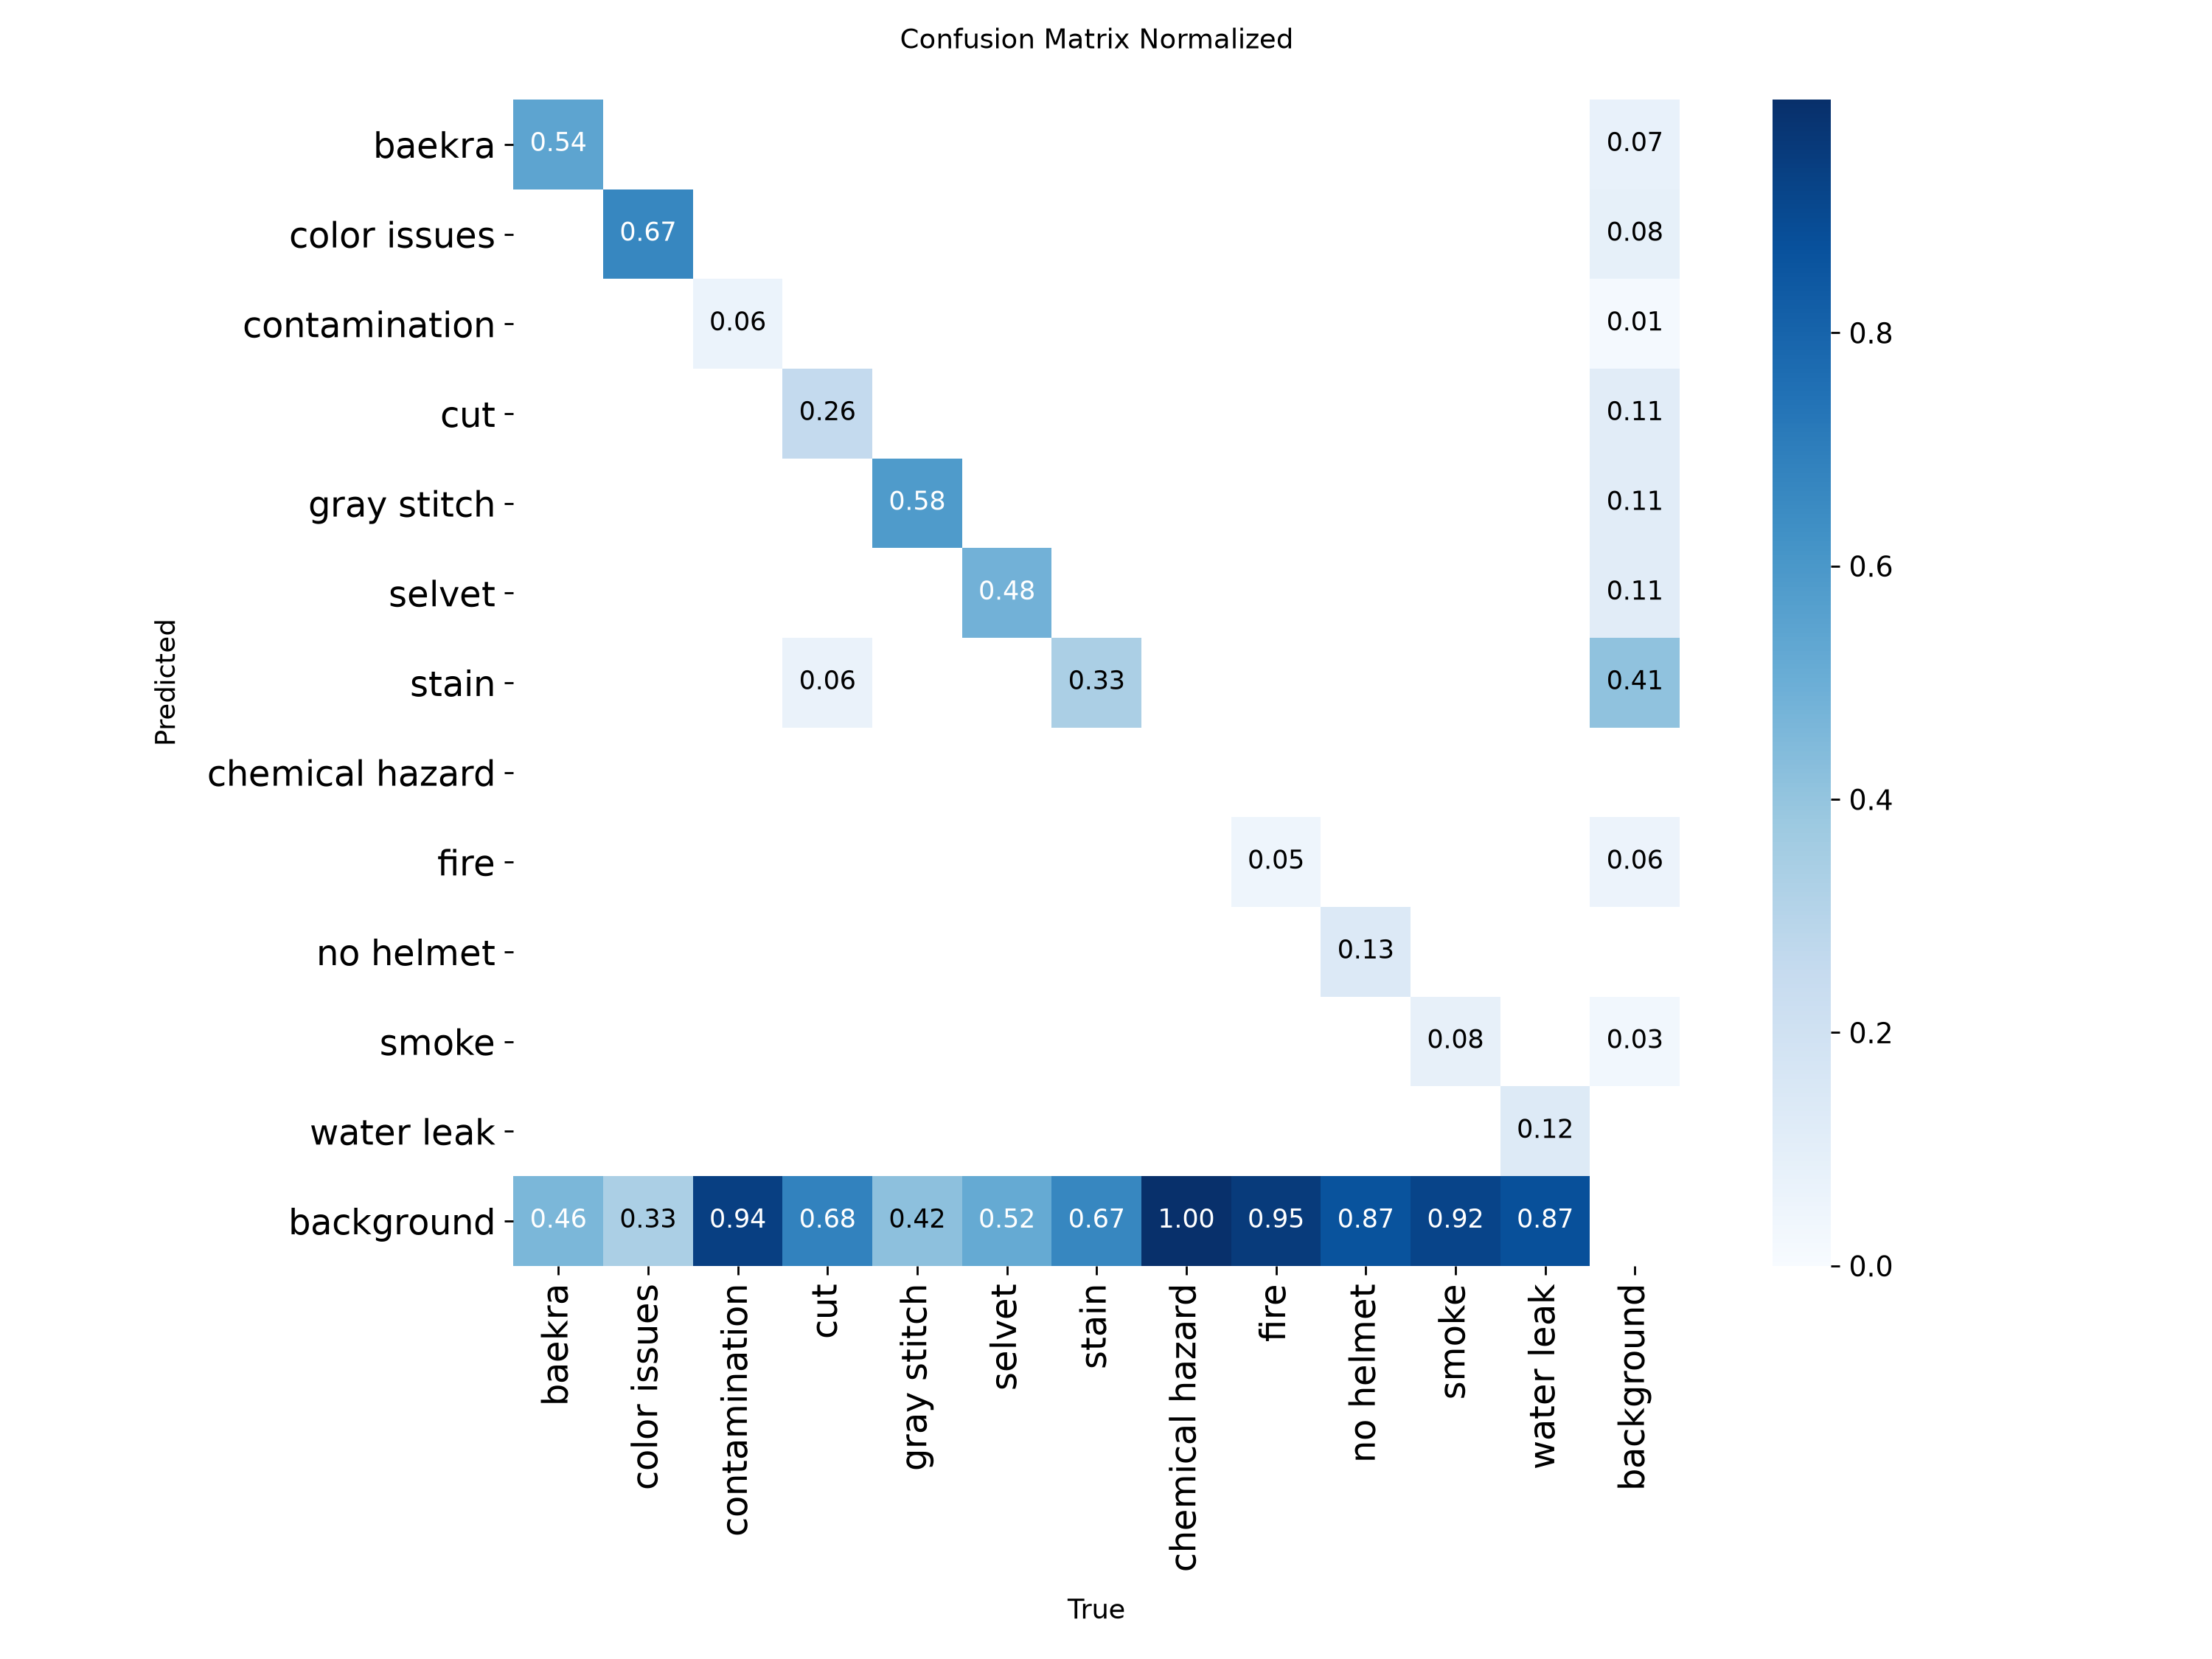 Confusion Matrix Normalized
baekra 0.54 0.07
color issues 0.67 0.08
contamination 0.06 0.01
0.8
cut 0.26 0.11
gray stitch 0.58 0.11
0.6
selvet 0.48 0.11
Predicted
stain 0.06 0.33 0.41
chemical hazard
0.4
fire 0.05 0.06
no helmet 0.13
smoke 0.08 0.03
0.2
water leak 0.12
background 0.46 0.33 0.94 0.68 0.42 0.52 0.67 1.00 0.95 0.87 0.92 0.87
0.0
baekra
color issues
contamination
cut
gray stitch
selvet
stain
chemical hazard
fire
no helmet
smoke
water leak
background
True